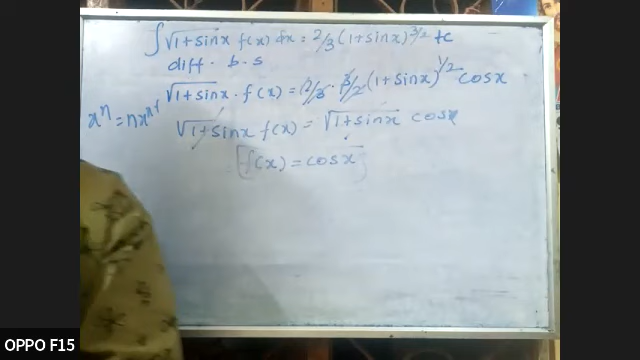 ∫√1+sinx f(x) dx = 2/3 (1+sinx)^3/2 + c
diff. b.s
√1+sinx . f(x) = 2/3 . 3/2 (1+sinx)^1/2 cosx
x^n = nx^n-1
√1+sinx f(x) = √1+sinx cosx
f(x) = cosx
OPPO F15